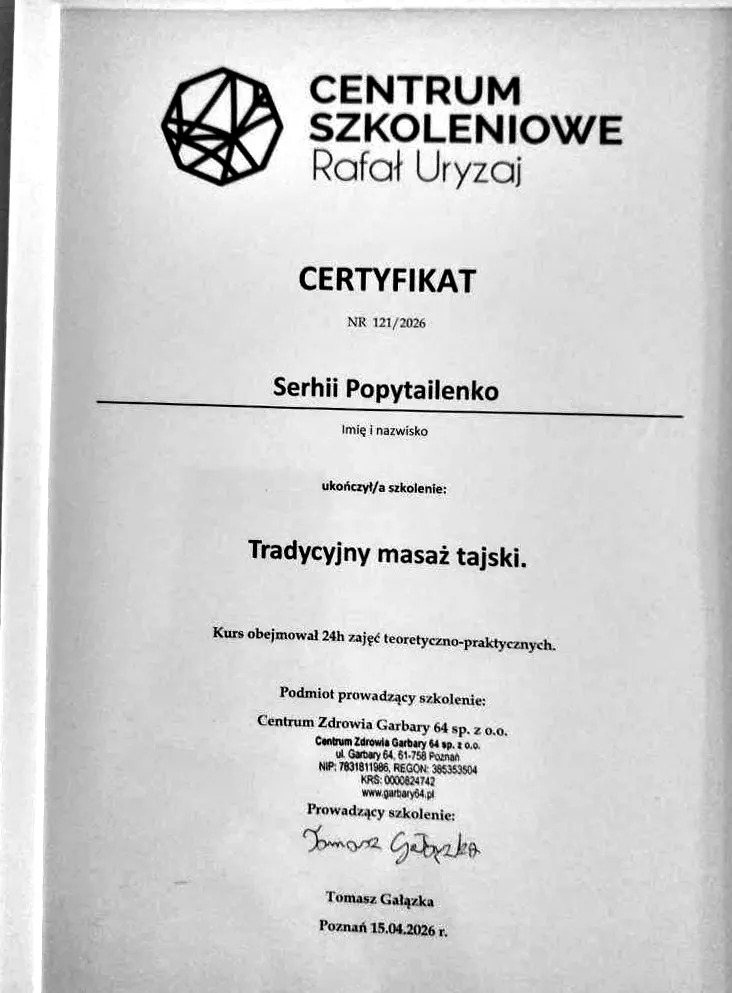 CENTRUM
SZKOLENIOWE
Rafał Uryzaj
CERTYFIKAT
NR 121/2026
Serhii Popytailenko
Imię i nazwisko
ukończył/a szkolenie:
Tradycyjny masaż tajski.
Kurs obejmował 24h zajęć teoretyczno-praktycznych.
Podmiot prowadzący szkolenie:
Centrum Zdrowia Garbary 64 sp. z o.o.
Centrum Zdrowia Garbary 64 sp. z o.o.
ul. Garbary 64, 61-758 Poznań
NIP: 7831811986, REGON: 385353504
KRS: 0000824742
www.garbary64.pl
Prowadzący szkolenie:
Tomasz Gałązka
Tomasz Gałązka
Poznań 15.04.2026 r.